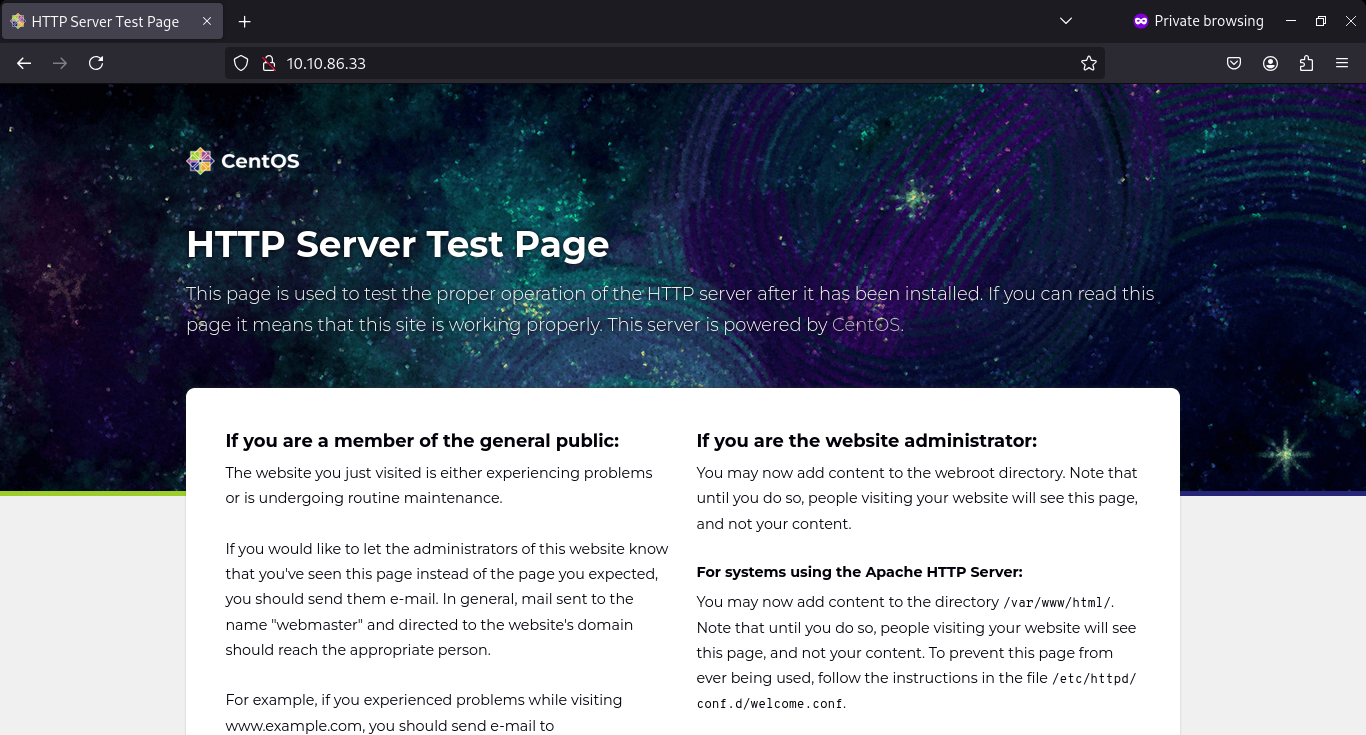 HTTP Server Test Page
Private browsing
10.10.86.33
CentOS
HTTP Server Test Page
This page is used to test the proper operation of the HTTP server after it has been installed. If you can read this
page it means that this site is working properly. This server is powered by CentOS.
If you are a member of the general public:
The website you just visited is either experiencing problems
or is undergoing routine maintenance.
If you would like to let the administrators of this website know
that you've seen this page instead of the page you expected,
you should send them e-mail. In general, mail sent to the
name "webmaster" and directed to the website's domain
should reach the appropriate person.
For example, if you experienced problems while visiting
www.example.com, you should send e-mail to
If you are the website administrator:
You may now add content to the webroot directory. Note that
until you do so, people visiting your website will see this page,
and not your content.
For systems using the Apache HTTP Server:
You may now add content to the directory /var/www/html/.
Note that until you do so, people visiting your website will see
this page, and not your content. To prevent this page from
ever being used, follow the instructions in the file /etc/httpd/
conf.d/welcome.conf.